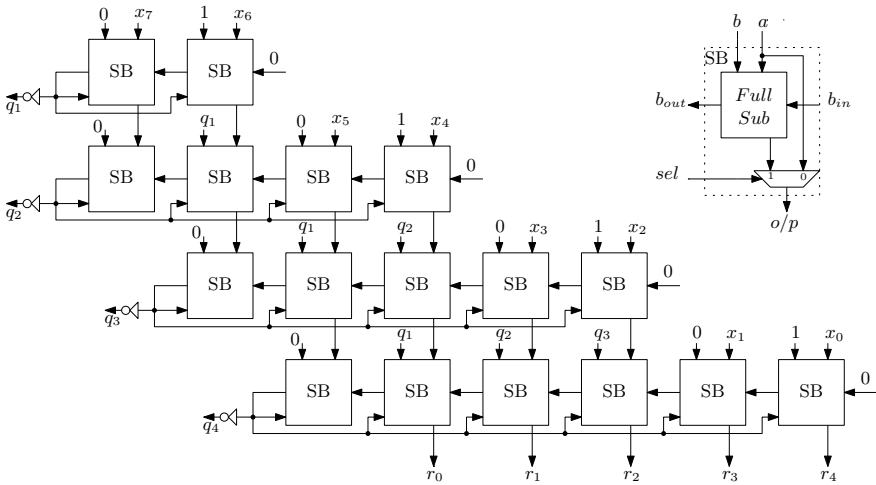 0 x₇ 1 x₆
SB SB 0
q₁
0 q₁ 0 x₅ 1 x₄
SB SB SB SB 0
q₂
0 q₁ q₂ 0 x₃ 1 x₂
SB SB SB SB SB 0
q₃
0 q₁ q₂ q₃ 0 x₁ 1 x₀
SB SB SB SB SB SB 0
q₄
r₀ r₁ r₂ r₃ r₄
b a
SB
b_out Full Sub b_in
1 0
sel
o/p